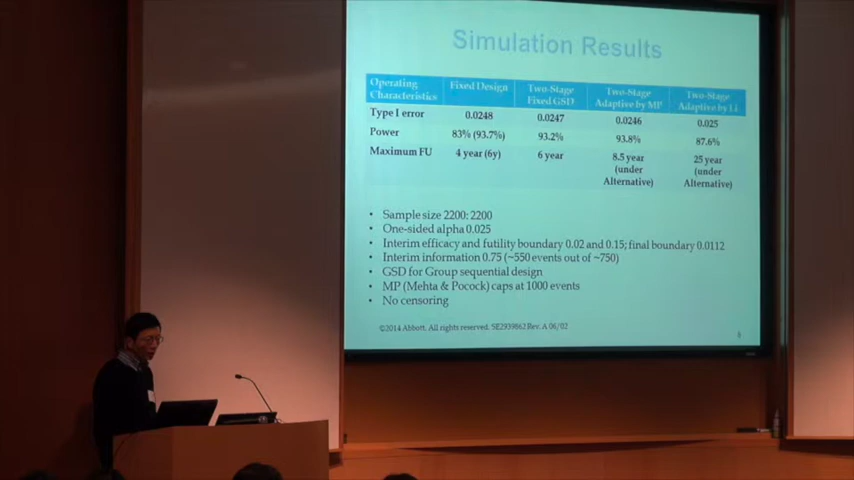 Simulation Results
Operating Characteristics Fixed Design Two-Stage Fixed GSD Two-Stage Adaptive by MP Two-Stage Adaptive by Li
Type I error 0.0248 0.0247 0.0246 0.025
Power 83% (93.7%) 93.2% 93.8% 87.6%
Maximum FU 4 year (6y) 6 year 8.5 year (under Alternative) 25 year (under Alternative)
• Sample size 2200: 2200
• One-sided alpha 0.025
• Interim efficacy and futility boundary 0.02 and 0.15; final boundary 0.0112
• Interim information 0.75 (~550 events out of ~750)
• GSD for Group sequential design
• MP (Mehta & Pocock) caps at 1000 events
• No censoring
©2014 Abbott. All rights reserved. SE2939862 Rev. A 06/02